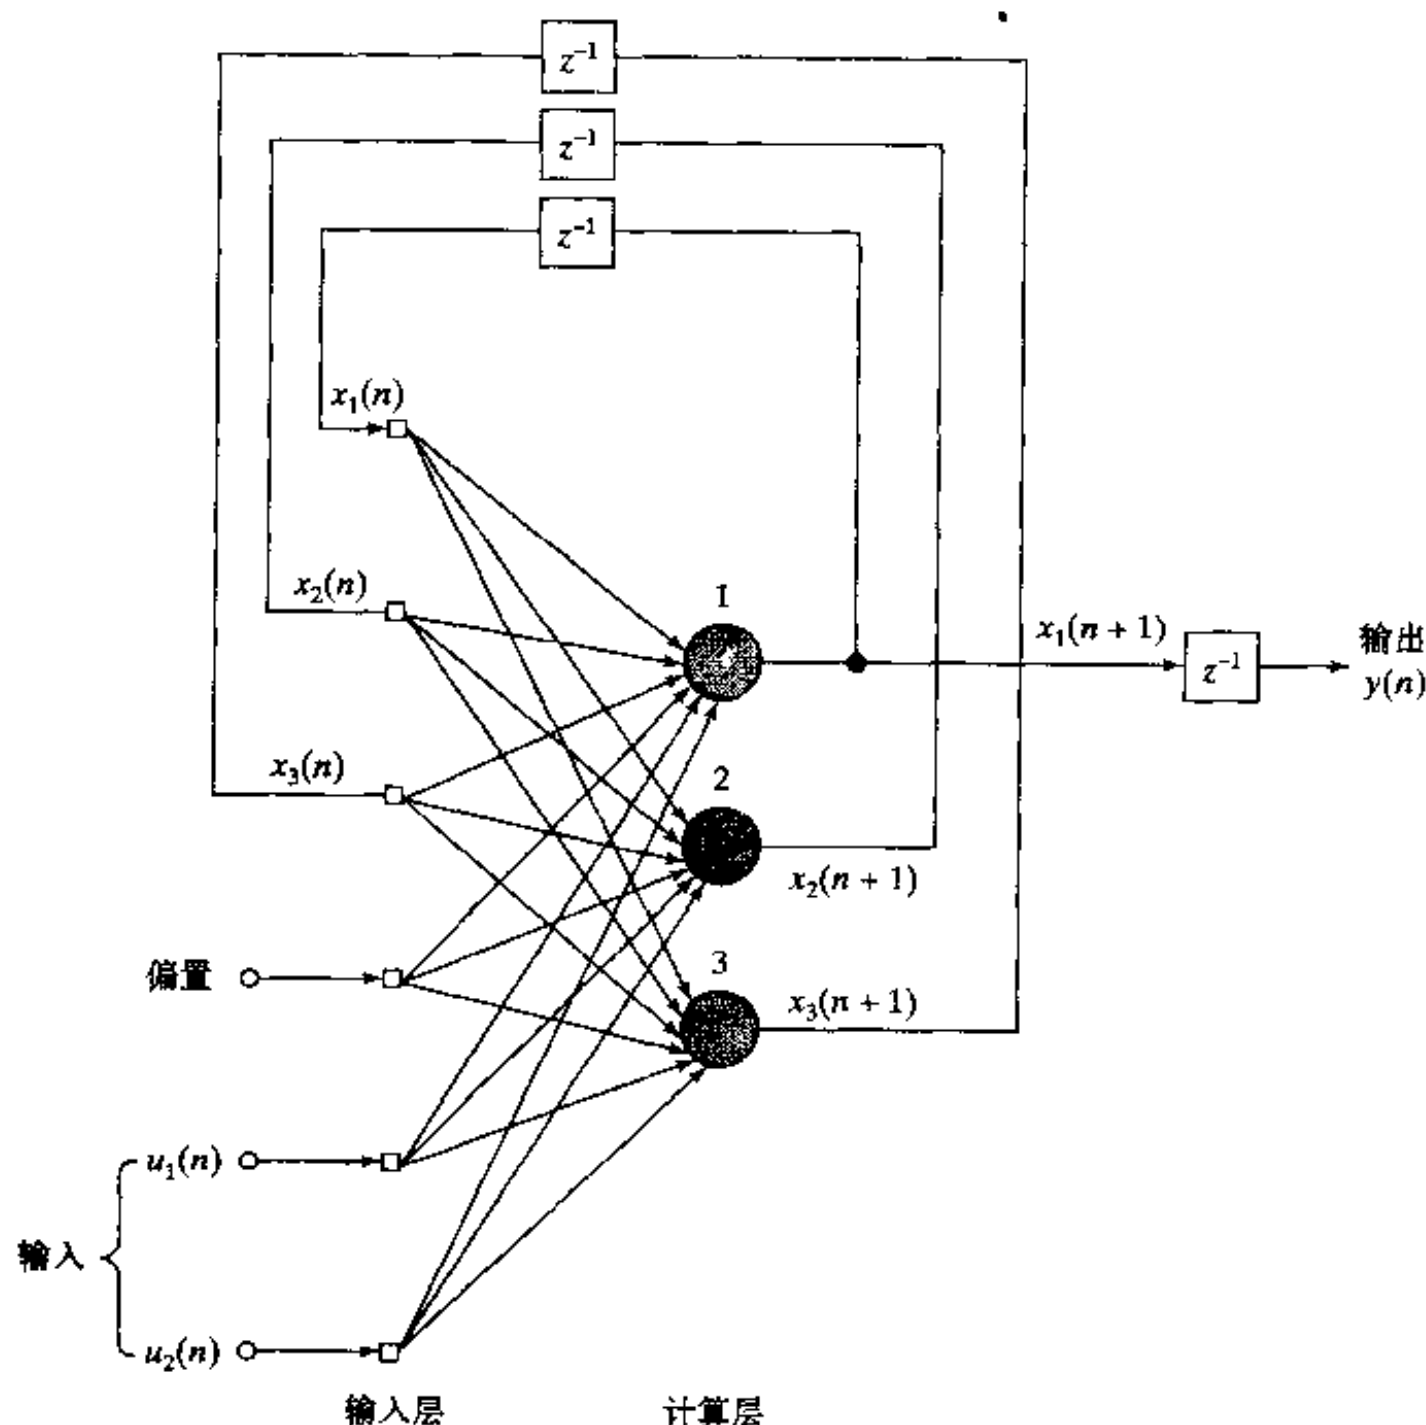 z⁻¹
z⁻¹
z⁻¹
x₁(n)
x₂(n)
1
x₁(n + 1)
z⁻¹
输出
y(n)
x₃(n)
2
x₂(n + 1)
偏置
3
x₃(n + 1)
输入
u₁(n)
u₂(n)
输入层
计算层